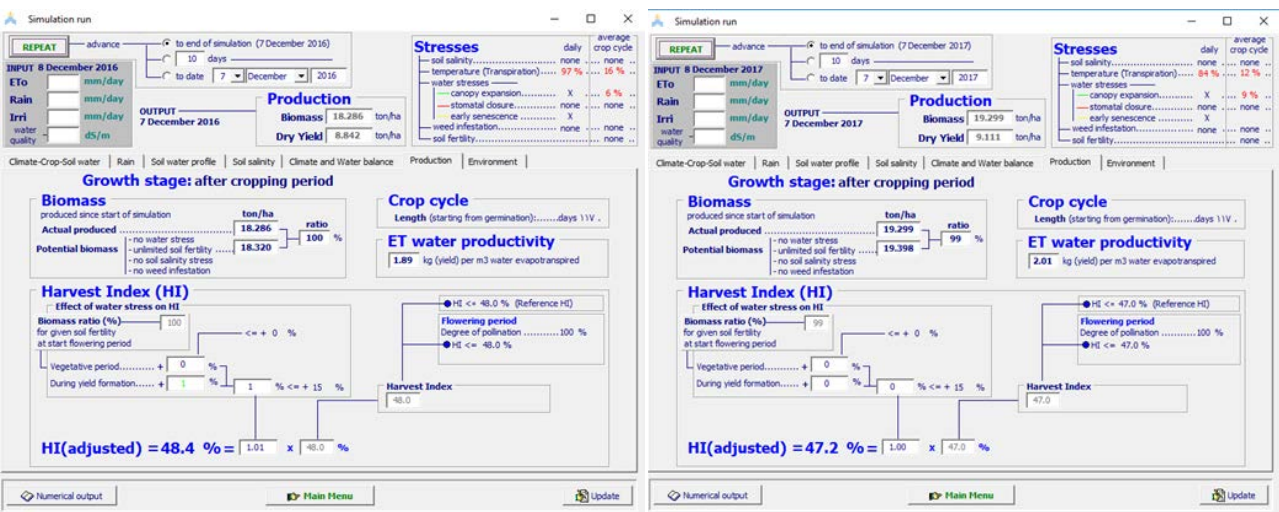 Simulation run
REPEAT
advance
to end of simulation (7 December 2016)
10 days
to date 7 December 2016
INPUT 8 December 2016
ETo mm/day
Rain mm/day
Irri mm/day
water quality dS/m
OUTPUT
7 December 2016
Production
Biomass 18.286 ton/ha
Dry Yield 8.842 ton/ha
Stresses daily average crop cycle
soil salinity none .... none ..
temperature (Transpiration)..... 97 % .... 16 % ..
water stresses
canopy expansion........ X .... 6 % ..
stomatal closure......... none .... none ..
early senescence ........ X
weed infestation none .... none ..
soil fertility none ..
Climate-Crop-Soil water | Rain | Soil water profile | Soil salinity | Climate and Water balance | Production | Environment
Growth stage: after cropping period
Biomass
produced since start of simulation ton/ha
Actual produced 18.286
ratio
100 %
Potential biomass 18.320
- no water stress
- unlimited soil fertility
- no soil salinity stress
- no weed infestation
Crop cycle
Length (starting from germination):.......days ١١٧ .
ET water productivity
1.89 kg (yield) per m3 water evapotranspired
Harvest Index (HI)
Effect of water stress on HI
Biomass ratio (%) 100
for given soil fertility
at start flowering period
<= + 0 %
Vegetative period........... + 0 %
During yield formation...... + 1 %
1 % <= + 15 %
HI <= 48.0 % (Reference HI)
Flowering period
Degree of pollination ...........100 %
HI <= 48.0 %
Harvest Index
48.0
HI(adjusted) =48.4 %= 1.01 x 48.0 %
Numerical output
Main Menu
Update
Simulation run
REPEAT
advance
to end of simulation (7 December 2017)
10 days
to date 7 December 2017
INPUT 8 December 2017
ETo mm/day
Rain mm/day
Irri mm/day
water quality dS/m
OUTPUT
7 December 2017
Production
Biomass 19.299 ton/ha
Dry Yield 9.111 ton/ha
Stresses daily average crop cycle
soil salinity none .... none ..
temperature (Transpiration)..... 84 % .... 12 % ..
water stresses
canopy expansion........ X .... 9 % ..
stomatal closure......... none .... none ..
early senescence ........ X
weed infestation none .... none ..
soil fertility none ..
Climate-Crop-Soil water | Rain | Soil water profile | Soil salinity | Climate and Water balance | Production | Environment
Growth stage: after cropping period
Biomass
produced since start of simulation ton/ha
Actual produced 19.299
ratio
99 %
Potential biomass 19.398
- no water stress
- unlimited soil fertility
- no soil salinity stress
- no weed infestation
Crop cycle
Length (starting from germination):.......days ١١٧ .
ET water productivity
2.01 kg (yield) per m3 water evapotranspired
Harvest Index (HI)
Effect of water stress on HI
Biomass ratio (%) 99
for given soil fertility
at start flowering period
<= + 0 %
Vegetative period........... + 0 %
During yield formation...... + 0 %
0 % <= + 15 %
HI <= 47.0 % (Reference HI)
Flowering period
Degree of pollination ...........100 %
HI <= 47.0 %
Harvest Index
47.0
HI(adjusted) =47.2 %= 1.00 x 47.0 %
Numerical output
Main Menu
Update